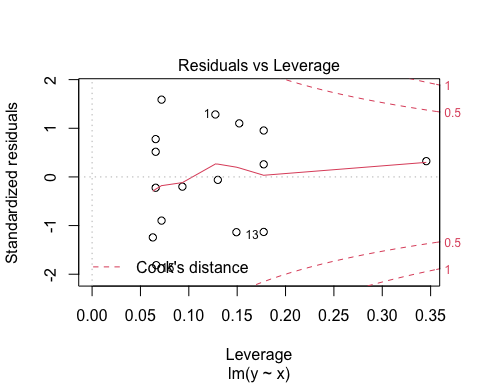 Residuals vs Leverage
Standardized residuals
2
1
0
-1
-2
1
0.5
0.5
1
1
13
Cook's distance
0.00 0.05 0.10 0.15 0.20 0.25 0.30 0.35
Leverage
lm(y ~ x)